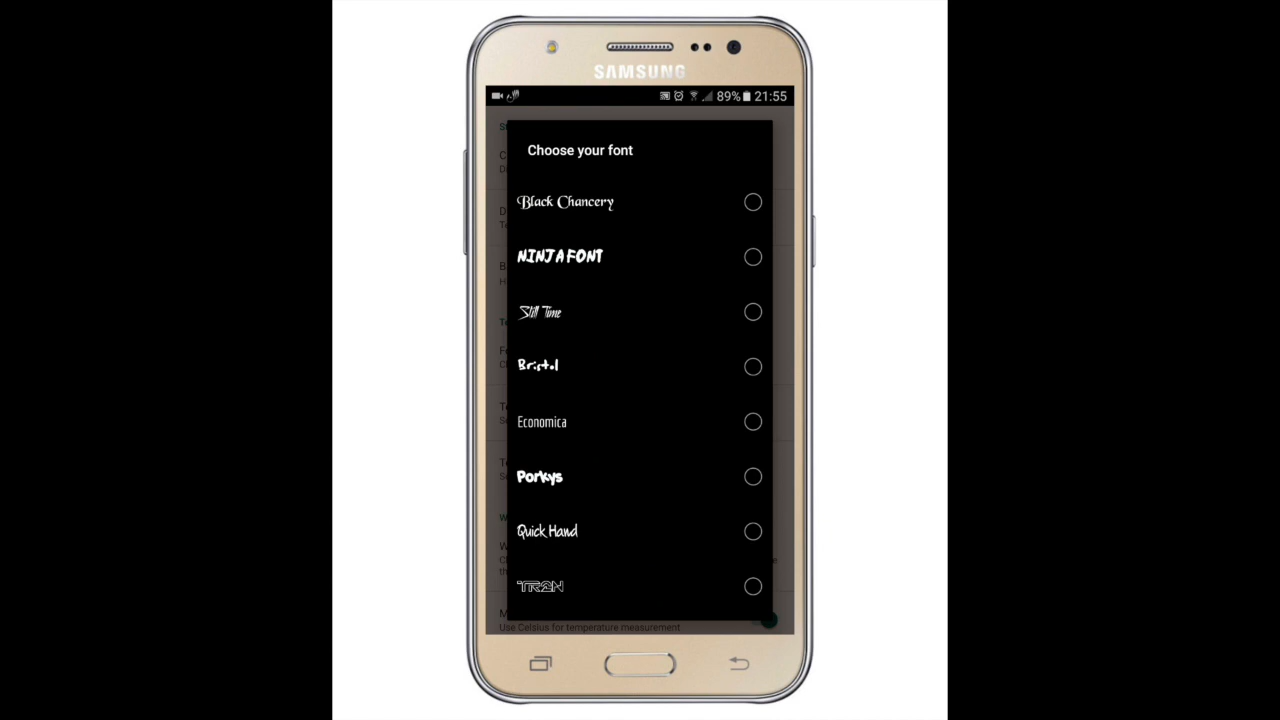 SAMSUNG
89% 21:55
Choose your font
Black Chancery
NINJA FONT
Still Time
Bristol
Economica
Porkys
Quick Hand
TRON
Use Celsius for temperature measurement